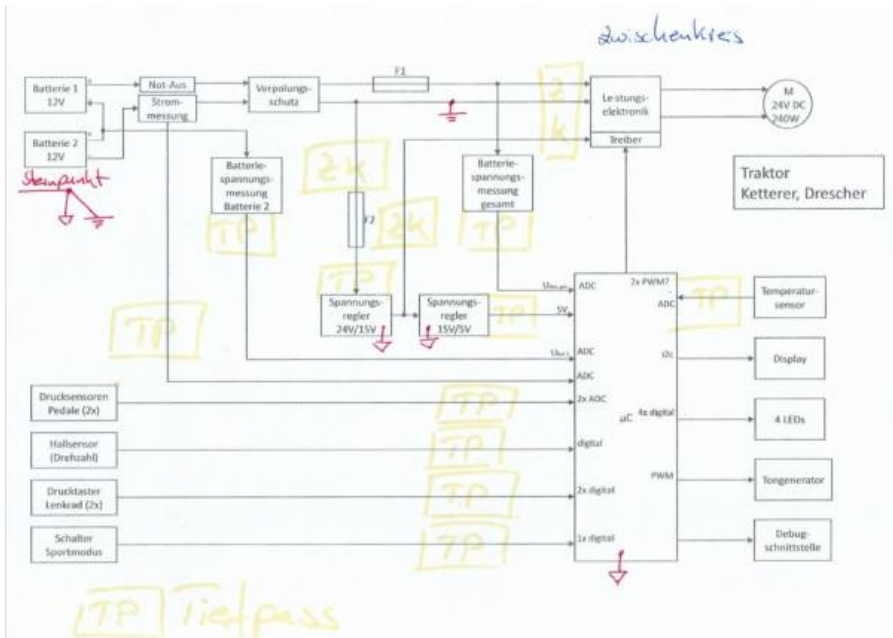 Zwischenkreis
F1
Batterie 1
12V
Not-Aus
Strom-
messung
Verpolungs-
schutz
ZK
Leistungs-
elektronik
Treiber
M
24V DC
240W
Batterie 2
12V
Sternpunkt
Batterie-
spannungs-
messung
Batterie 2
ZK
Batterie-
spannungs-
messung
gesamt
Traktor
Ketterer, Drescher
TP
F2
ZK
TP
TP
Spannungs-
regler
24V/15V
Spannungs-
regler
15V/5V
TP
5V
ADC
2x PWM?
ADC
TP
Temperatur-
sensor
TP
ADC
I2C
Display
ADC
Drucksensoren
Pedale (2x)
TP
2x ADC
µC
4x digital
4 LEDs
Hallsensor
(Drehzahl)
TP
digital
Drucktaster
Lenkrad (2x)
TP
2x digital
PWM
Tongenerator
Schalter
Sportmodus
TP
1x digital
Debug-
schnittstelle
TP Tiefpass